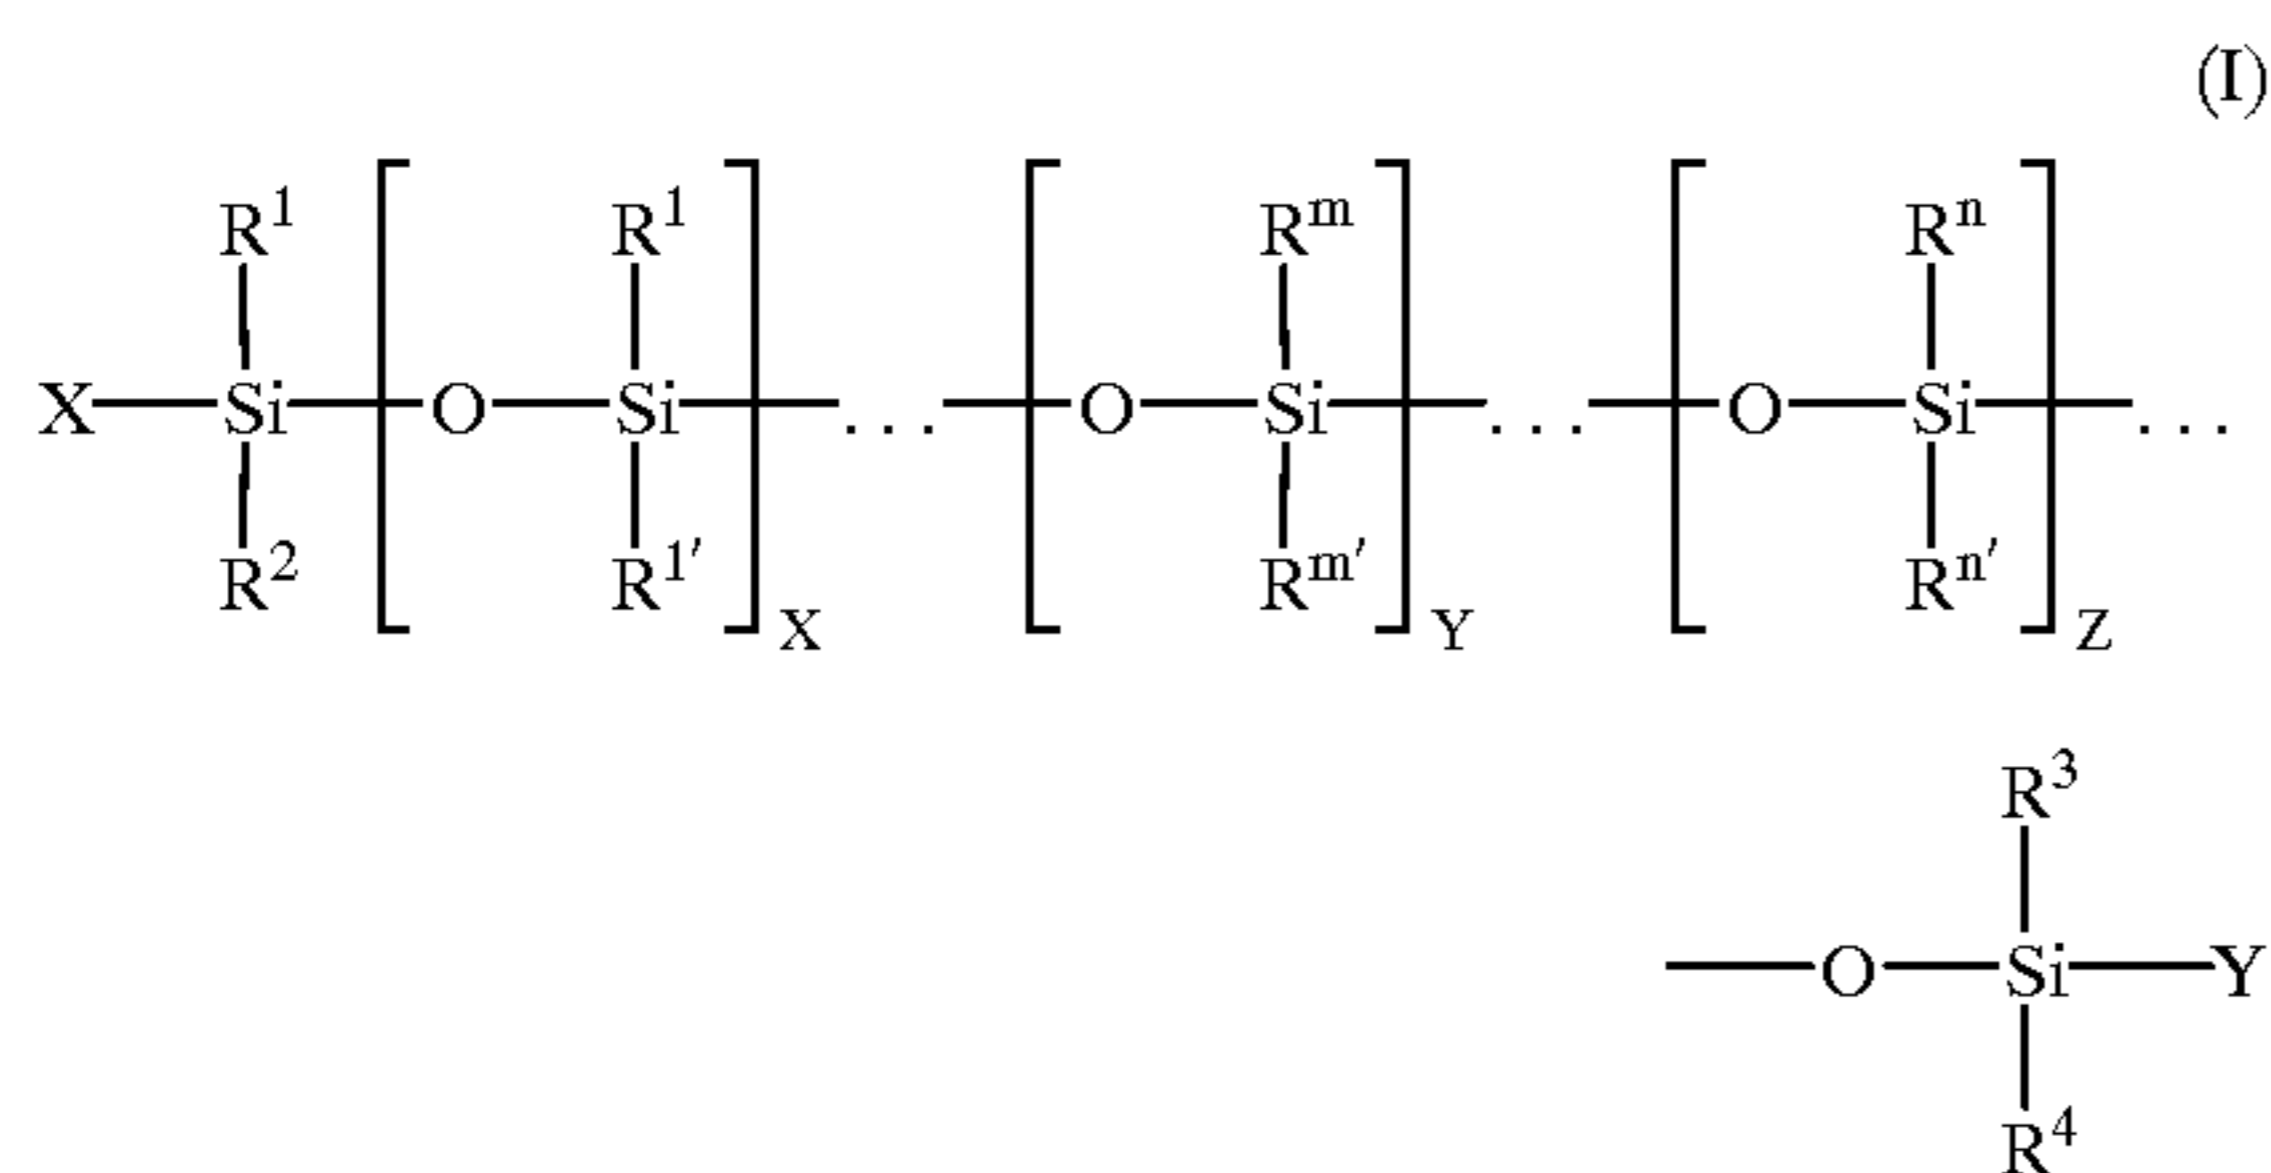 (I)
R¹ R¹ Rᵐ Rⁿ
X—Si—[O—Si—]...—[O—Si—]...—[O—Si—]...
R² R¹′ Rᵐ′ Rⁿ′
X Y Z
R³
—O—Si—Y
R⁴